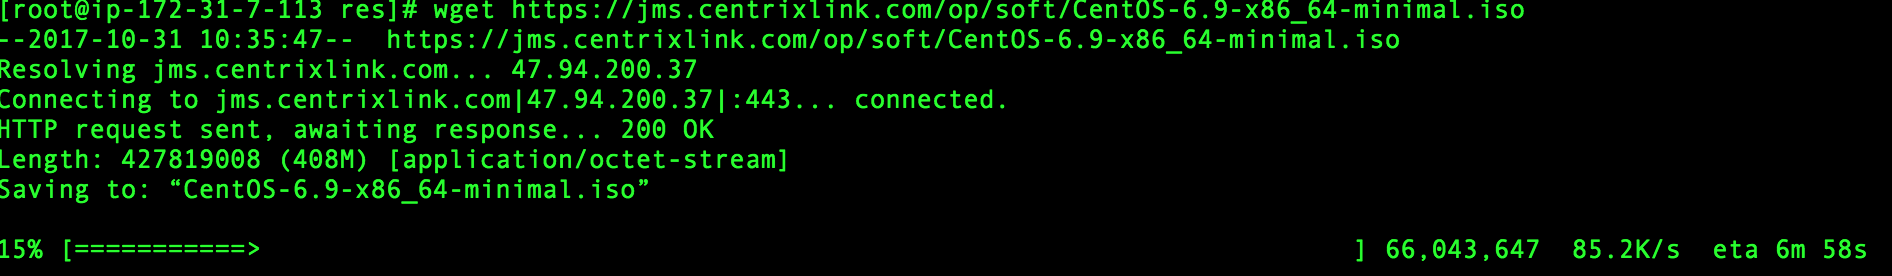 [root@ip-172-31-7-113 res]# wget https://jms.centrixlink.com/op/soft/CentOS-6.9-x86_64-minimal.iso
--2017-10-31 10:35:47--  https://jms.centrixlink.com/op/soft/CentOS-6.9-x86_64-minimal.iso
Resolving jms.centrixlink.com... 47.94.200.37
Connecting to jms.centrixlink.com|47.94.200.37|:443... connected.
HTTP request sent, awaiting response... 200 OK
Length: 427819008 (408M) [application/octet-stream]
Saving to: “CentOS-6.9-x86_64-minimal.iso”
15% [===========> ] 66,043,647  85.2K/s  eta 6m 58s